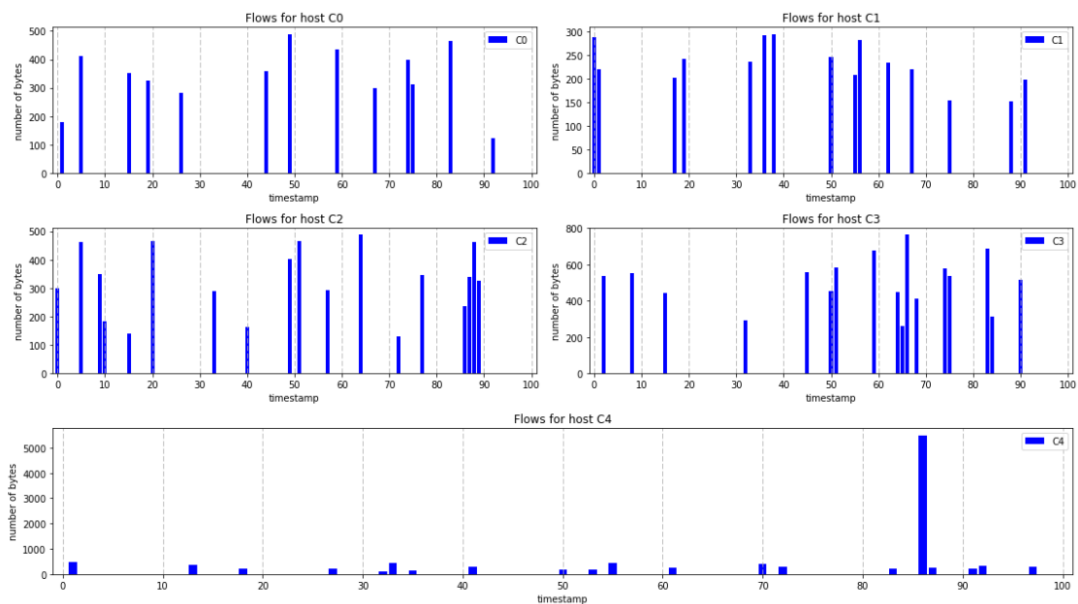 Flows for host C0
500
400
300
200
100
0
number of bytes
C0
0 10 20 30 40 50 60 70 80 90 100
timestamp
Flows for host C1
300
250
200
150
100
50
0
number of bytes
C1
0 10 20 30 40 50 60 70 80 90 100
timestamp
Flows for host C2
500
400
300
200
100
0
number of bytes
C2
0 10 20 30 40 50 60 70 80 90 100
timestamp
Flows for host C3
800
600
400
200
0
number of bytes
C3
0 10 20 30 40 50 60 70 80 90 100
timestamp
Flows for host C4
5000
4000
3000
2000
1000
0
number of bytes
C4
0 10 20 30 40 50 60 70 80 90 100
timestamp